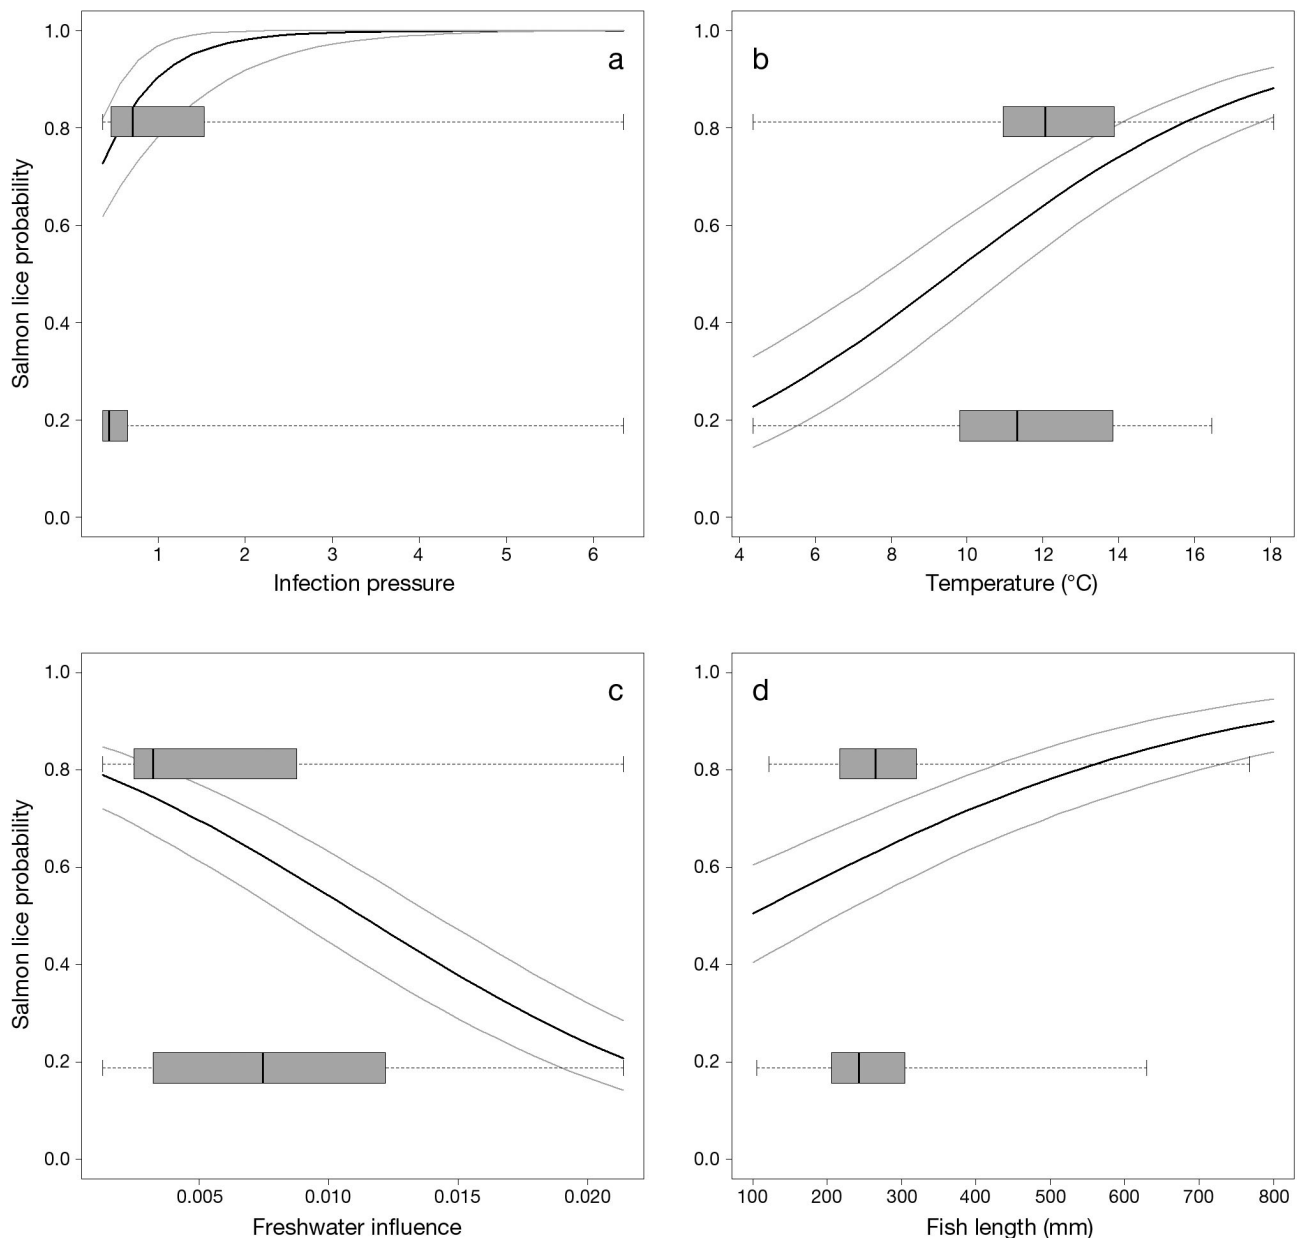 a
1.0
0.8
0.6
0.4
0.2
0.0
Salmon lice probability
1 2 3 4 5 6
Infection pressure
b
1.0
0.8
0.6
0.4
0.2
0.0
4 6 8 10 12 14 16 18
Temperature (°C)
c
1.0
0.8
0.6
0.4
0.2
0.0
Salmon lice probability
0.005 0.010 0.015 0.020
Freshwater influence
d
1.0
0.8
0.6
0.4
0.2
0.0
100 200 300 400 500 600 700 800
Fish length (mm)